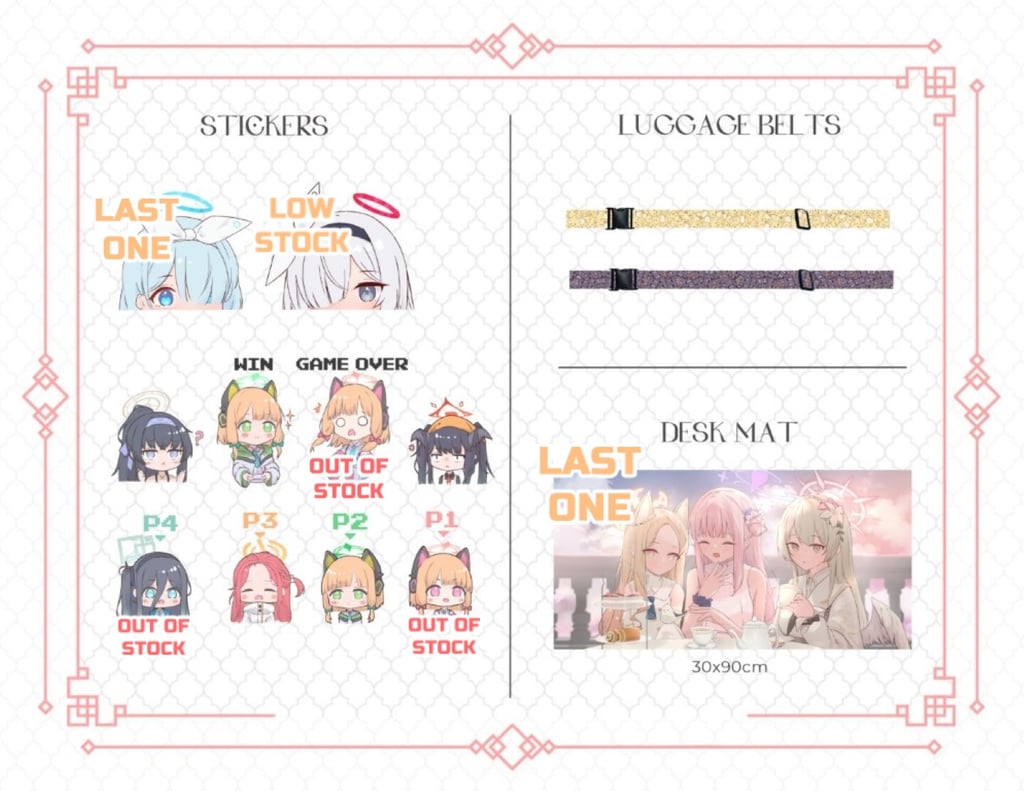 STICKERS
LAST
ONE
LOW
STOCK
WIN
GAME OVER
?
OUT OF
STOCK
P4
P3
P2
P1
OUT OF
STOCK
OUT OF
STOCK
LUGGAGE BELTS
DESK MAT
LAST
ONE
30x90cm